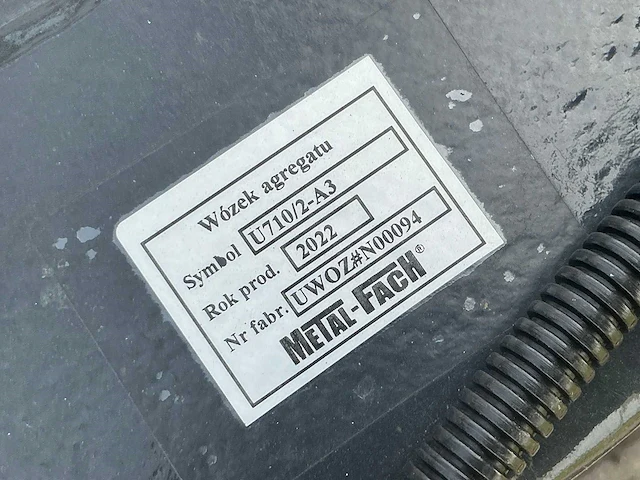 Wózek agregatu
Symbol U710/2-A3
Rok prod. 2022
Nr fabr. UWOZ#N00094
METAL-FACH®